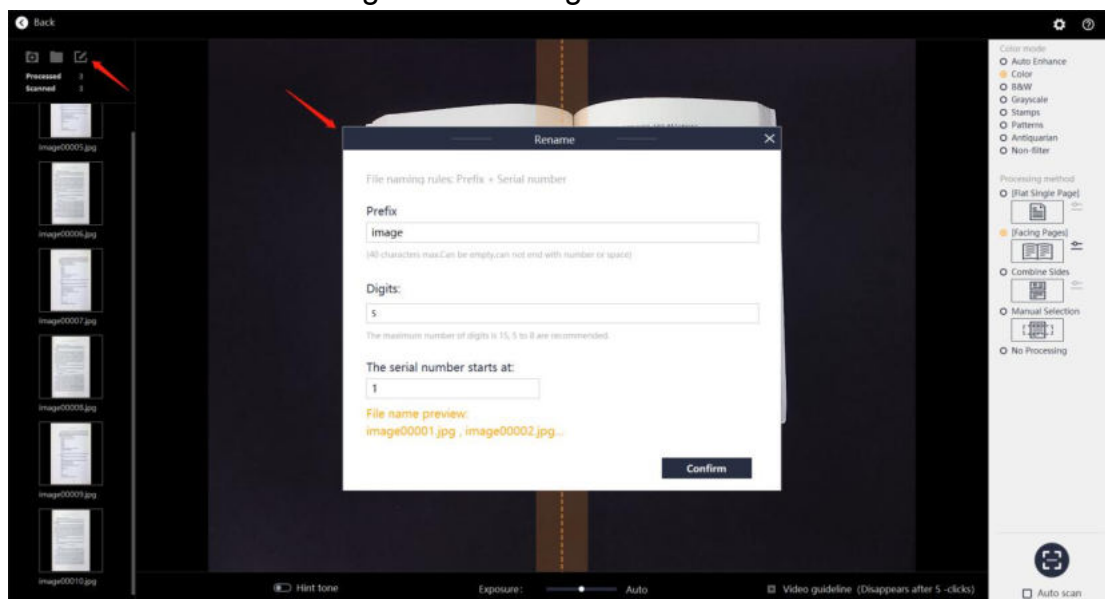 Back
Processed 3
Scanned 3
image00005.jpg
image00006.jpg
image00007.jpg
image00008.jpg
image00009.jpg
image00010.jpg
Rename
File naming rules: Prefix + Serial number
Prefix
image
(40 characters max.Can be empty,can not end with number or space)
Digits:
5
The maximum number of digits is 15, 5 to 8 are recommended.
The serial number starts at:
1
File name preview:
image00001.jpg , image00002.jpg...
Confirm
Hint tone
Exposure:
Auto
Video guideline (Disappears after 5 -clicks)
Color mode
Auto Enhance
Color
B&W
Grayscale
Stamps
Patterns
Antiquarian
Non-filter
Processing method
[Flat Single Page]
[Facing Pages]
Combine Sides
Manual Selection
No Processing
Auto scan